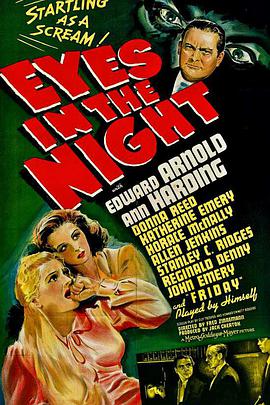 STARTLING AS A
SCREAM!
EYES
IN THE
NIGHT
with
EDWARD ARNOLD
ANN HARDING
DONNA REED
KATHERINE EMERY
HORACE McNALLY
ALLEN JENKINS
STANLEY C. RIDGES
REGINALD DENNY
JOHN EMERY
and "FRIDAY"
Played by Himself
DIRECTED BY FRED ZINNEMANN
PRODUCED BY JACK CHERTOK
A Metro-Goldwyn-Mayer PICTURE